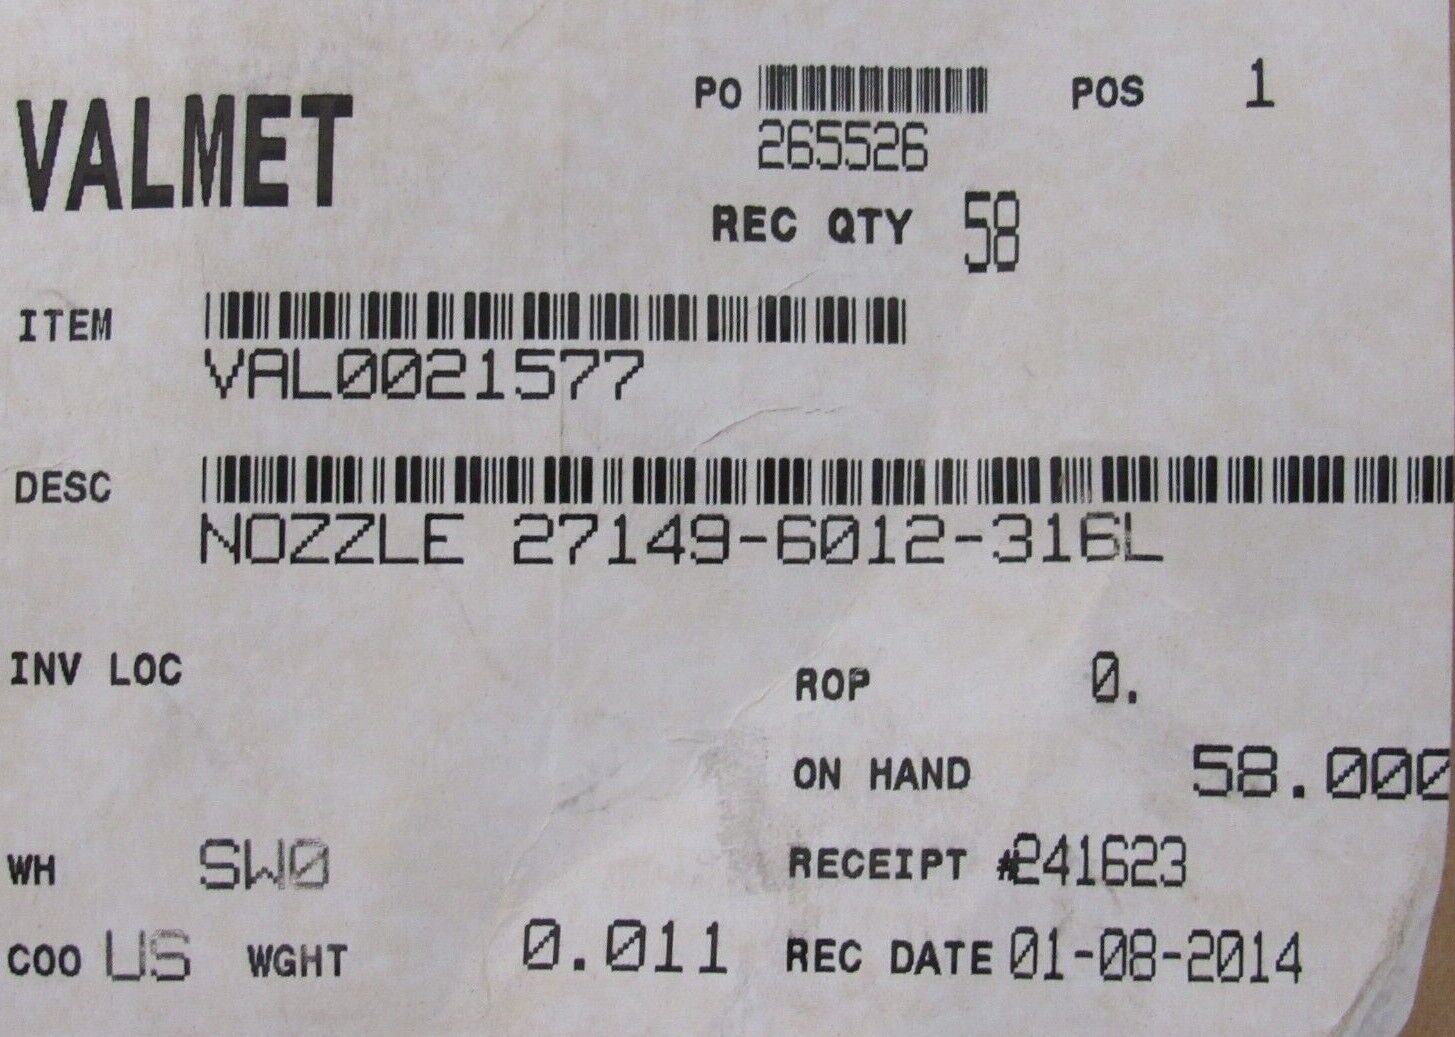 VALMET
PO POS 1
265526
REC QTY 58
ITEM
VAL0021577
DESC
NOZZLE 27149-6012-316L
INV LOC ROP 0.
ON HAND 58.000
WH SW0 RECEIPT #241623
COO US WGHT 0.011 REC DATE 01-08-2014